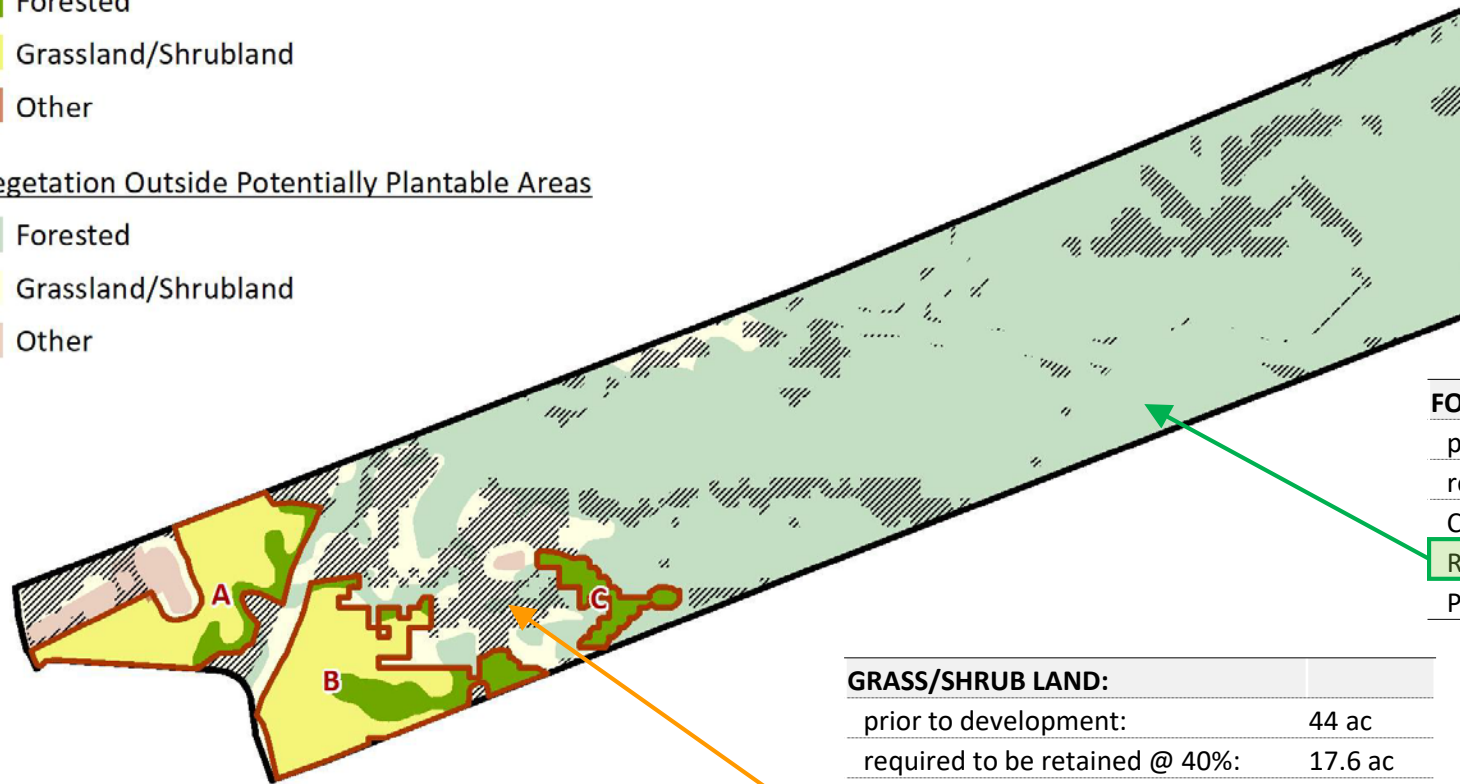 Forested
Grassland/Shrubland
Other
egetation Outside Potentially Plantable Areas
Forested
Grassland/Shrubland
Other
A
B
C
FO
p
re
C
R
P
GRASS/SHRUB LAND:
prior to development: 44 ac
required to be retained @ 40%: 17.6 ac